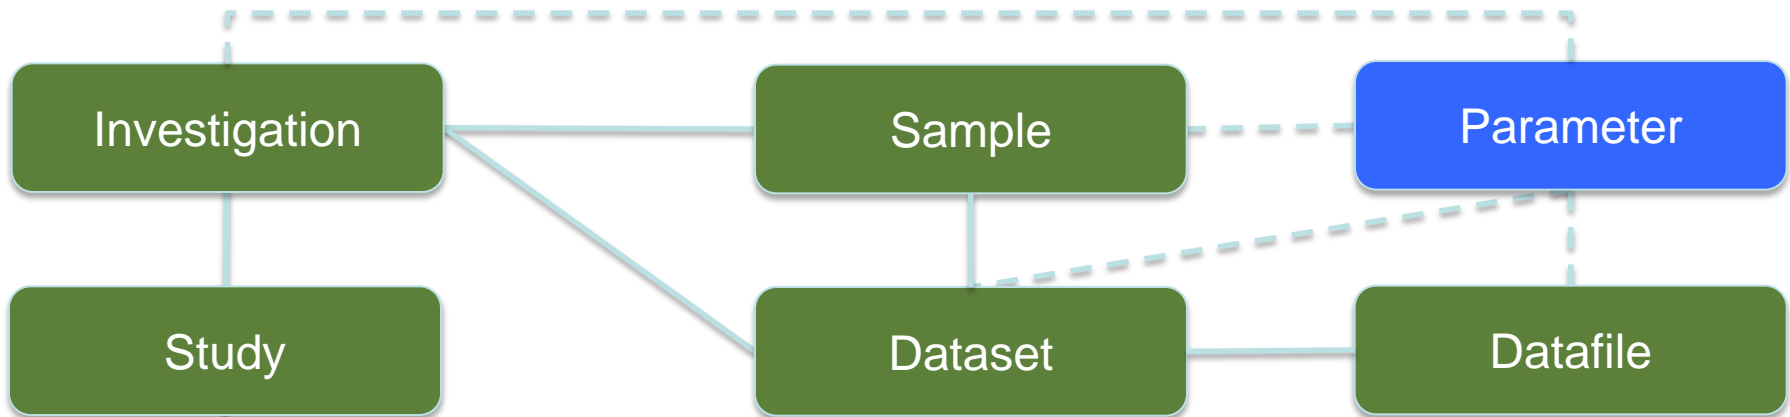 Investigation
Sample
Parameter
Study
Dataset
Datafile